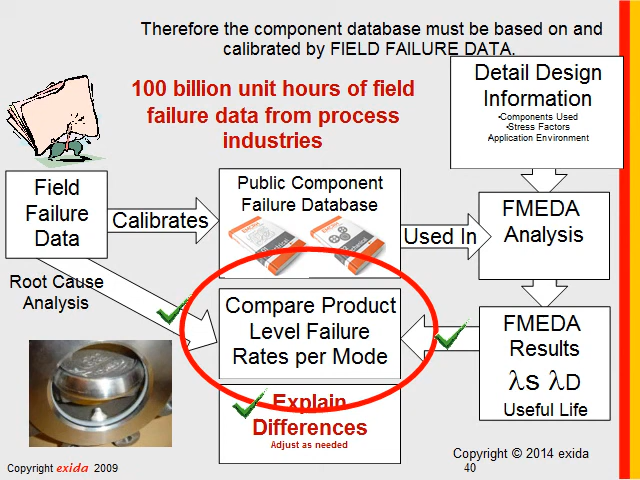 Therefore the component database must be based on and
calibrated by FIELD FAILURE DATA.
100 billion unit hours of field
failure data from process
industries
Detail Design
Information
•Components Used
•Stress Factors
Application Environment
Field
Failure
Data
Calibrates
Public Component
Failure Database
Used In
FMEDA
Analysis
Root Cause
Analysis
Compare Product
Level Failure
Rates per Mode
FMEDA
Results
λs λD
Useful Life
Explain
Differences
Adjust as needed
Copyright exida 2009
Copyright © 2014 exida
40